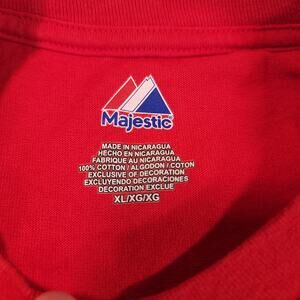 Majestic
MADE IN NICARAGUA
HECHO EN NICARAGUA
FABRIQUE AU NICARAGUA
100% COTTON / ALGODON / COTON
EXCLUSIVE OF DECORATION
EXCLUYENDO DECORACIONES
DECORATION EXCLUE
XL/XG/XG